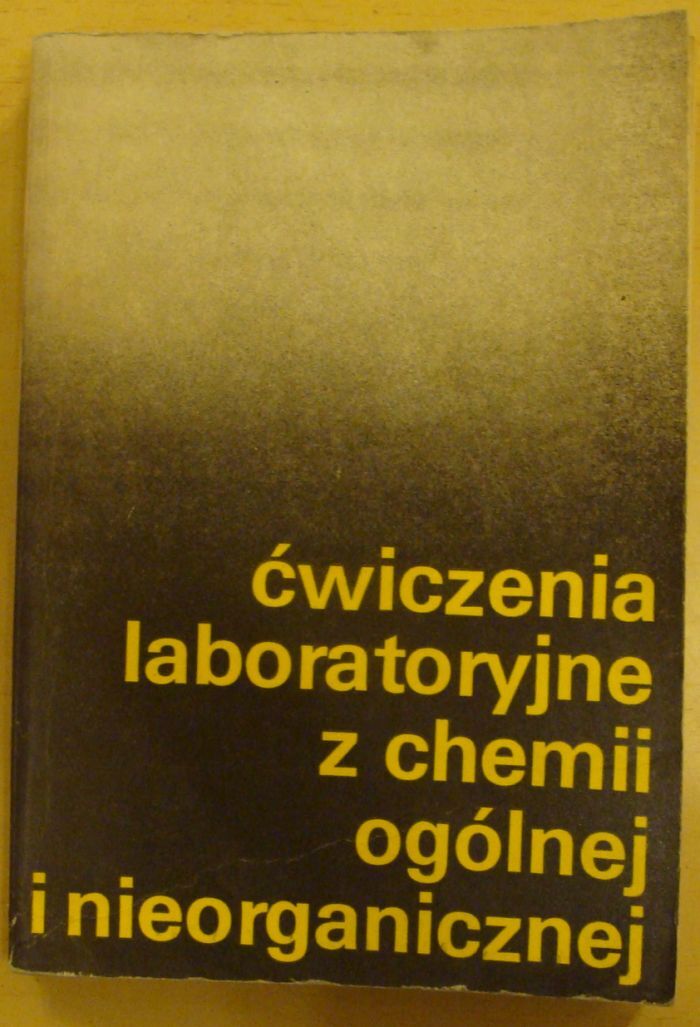 ćwiczenia
laboratoryjne
z chemii
ogólnej
i nieorganicznej